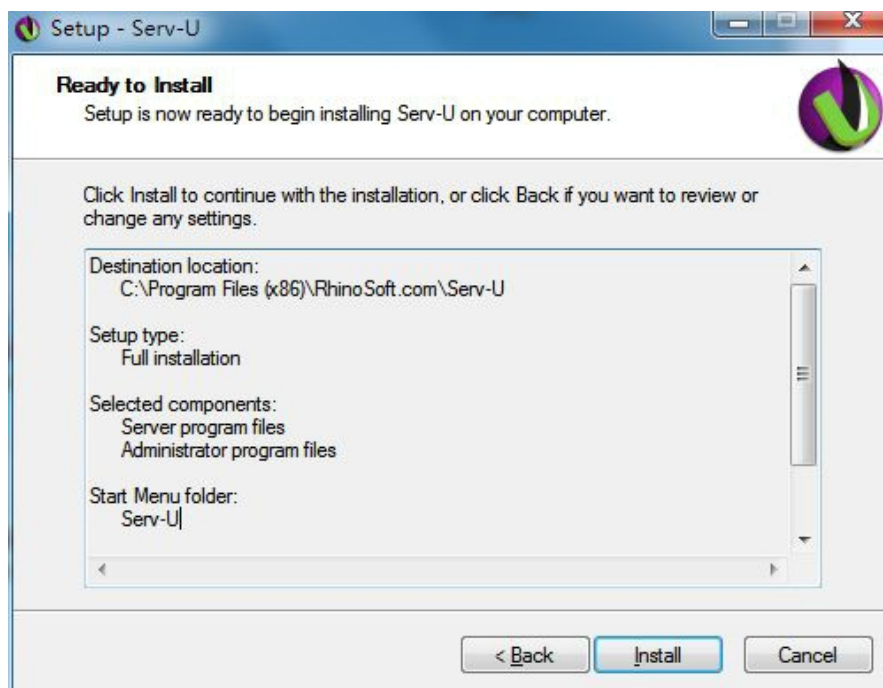 Setup - Serv-U
Ready to Install
Setup is now ready to begin installing Serv-U on your computer.
Click Install to continue with the installation, or click Back if you want to review or
change any settings.
Destination location:
C:\Program Files (x86)\RhinoSoft.com\Serv-U
Setup type:
Full installation
Selected components:
Server program files
Administrator program files
Start Menu folder:
Serv-U
< Back
Install
Cancel